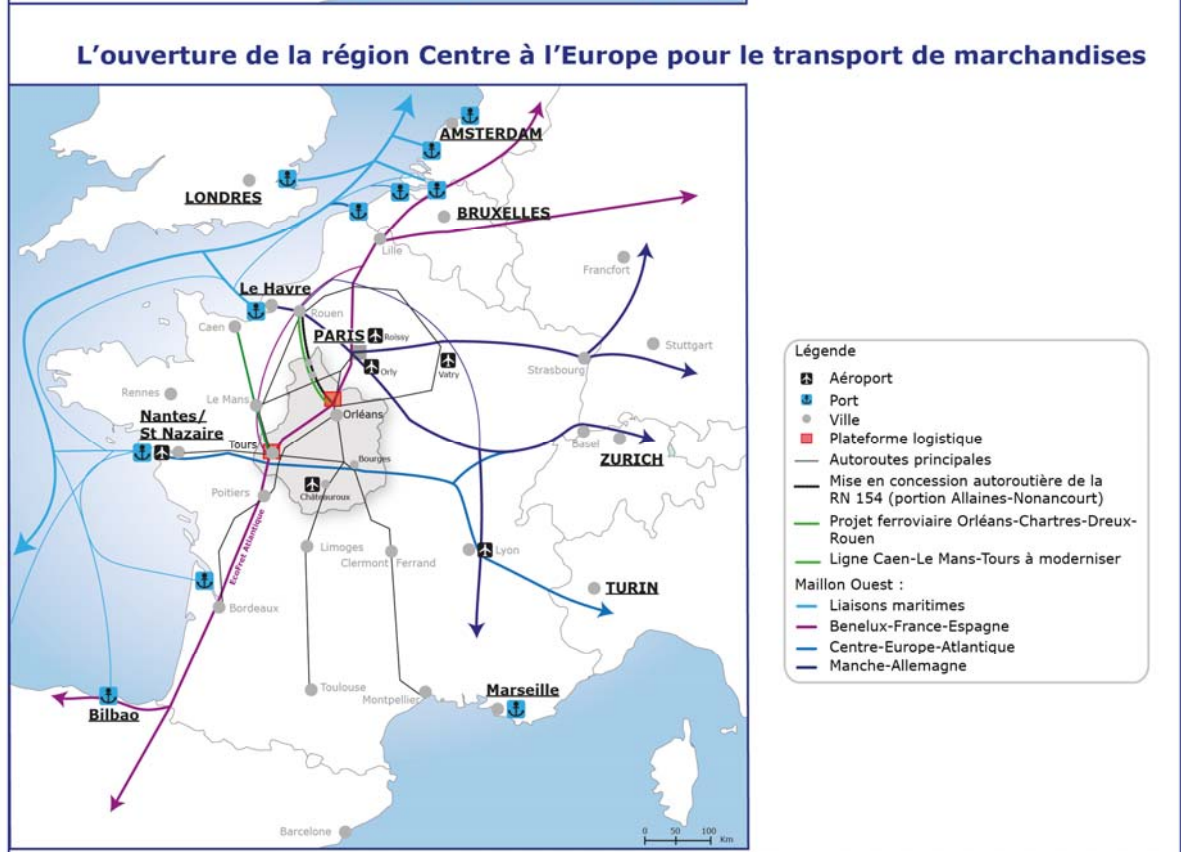 L'ouverture de la région Centre à l'Europe pour le transport de marchandises
AMSTERDAM
LONDRES
BRUXELLES
Lille
Francfort
Le Havre
Rouen
Caen
PARIS
Roissy
Orly
Vatry
Stuttgart
Strasbourg
Rennes
Le Mans
Orléans
Nantes/
St Nazaire
Tours
Basel
ZURICH
Bourges
Châteauroux
Poitiers
EcoFret Atlantique
Limoges
Clermont Ferrand
Lyon
TURIN
Bordeaux
Toulouse
Montpellier
Marseille
Bilbao
Barcelone
0 50 100
Km
Légende
Aéroport
Port
Ville
Plateforme logistique
Autoroutes principales
Mise en concession autoroutière de la
RN 154 (portion Allaines-Nonancourt)
Projet ferroviaire Orléans-Chartres-Dreux-
Rouen
Ligne Caen-Le Mans-Tours à moderniser
Maillon Ouest :
Liaisons maritimes
Benelux-France-Espagne
Centre-Europe-Atlantique
Manche-Allemagne